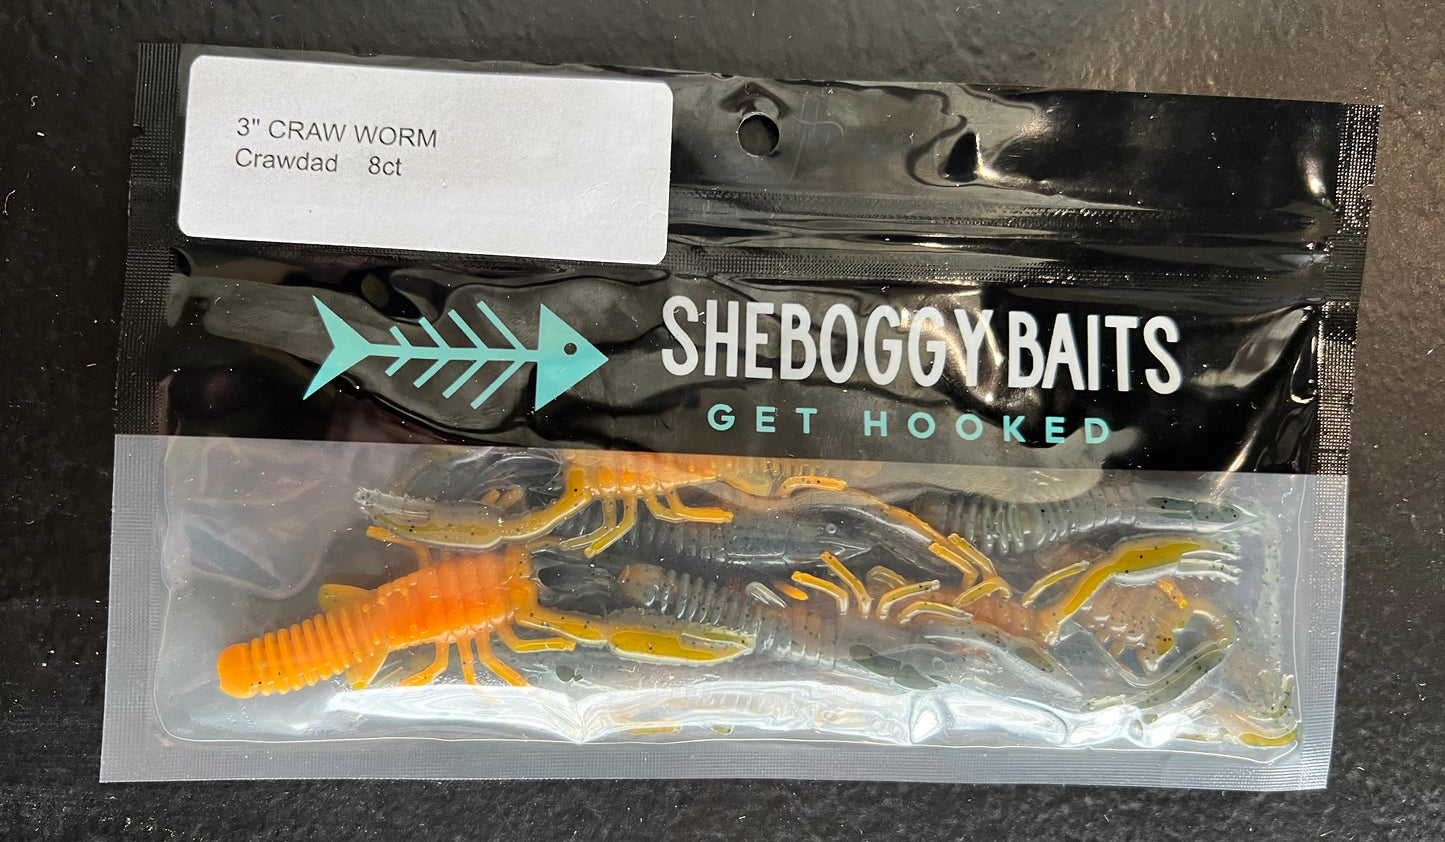 3" CRAW WORM
Crawdad 8ct
SHEBOGGY BAITS
GET HOOKED